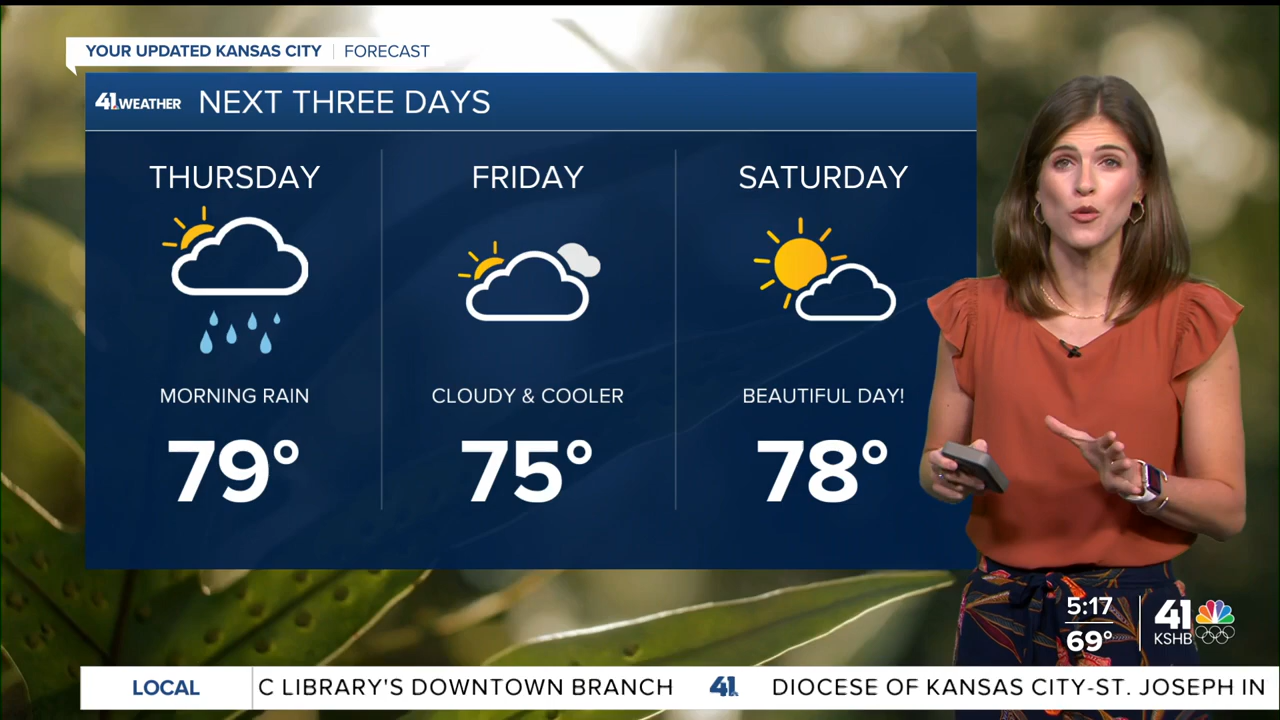 YOUR UPDATED KANSAS CITY | FORECAST
41 WEATHER NEXT THREE DAYS
THURSDAY
MORNING RAIN
79°
FRIDAY
CLOUDY & COOLER
75°
SATURDAY
BEAUTIFUL DAY!
78°
5:17
69°
41
KSHB
LOCAL C LIBRARY'S DOWNTOWN BRANCH 41 DIOCESE OF KANSAS CITY-ST. JOSEPH IN